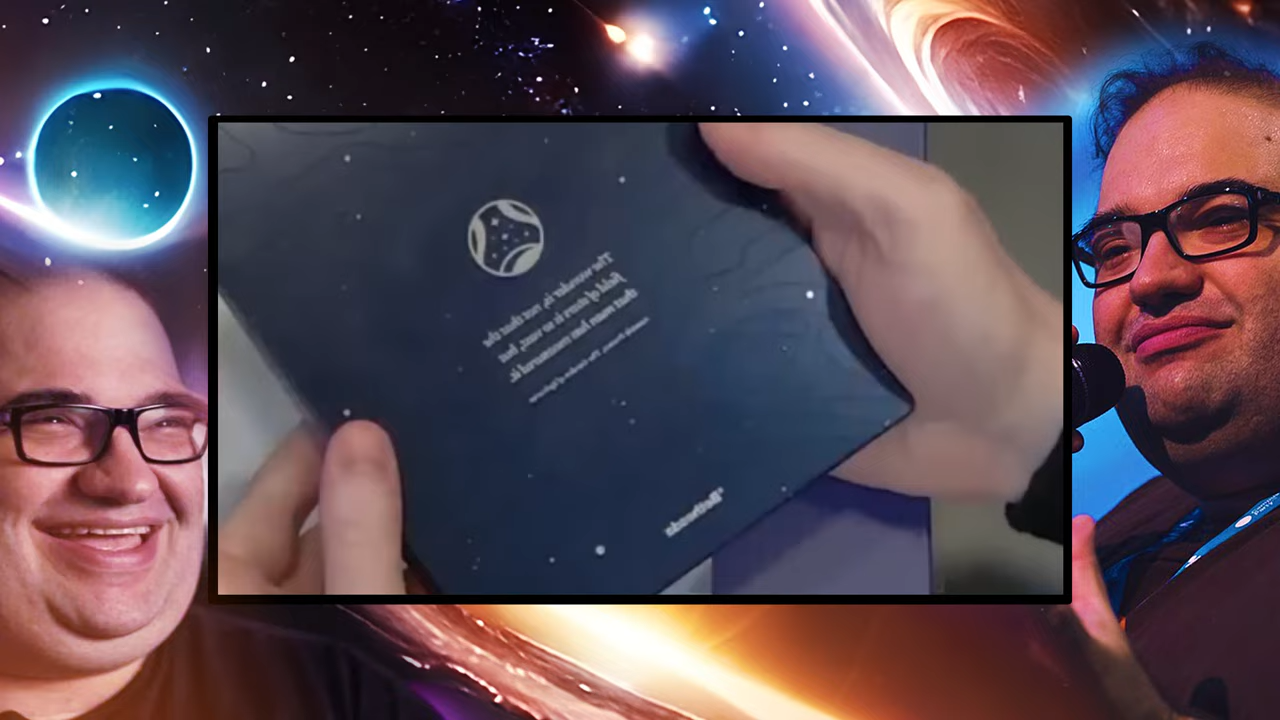 The wonder is, not that the
field of stars is so vast, but
that man has measured it.
Bethesda